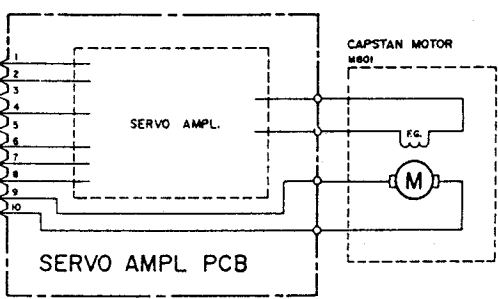 CAPSTAN MOTOR
M601
1
2
3
4
5
6
7
8
9
10
SERVO AMPL.
F.G.
M
SERVO AMPL PCB